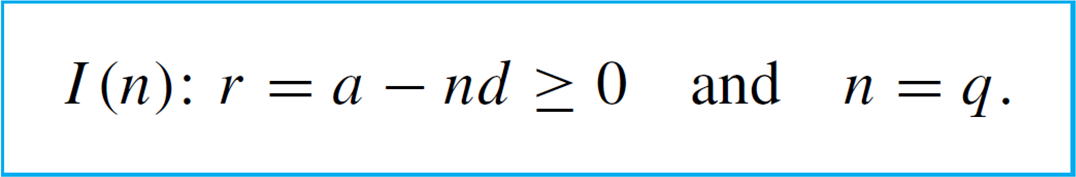 I(n): r = a − nd ≥ 0 and n = q.